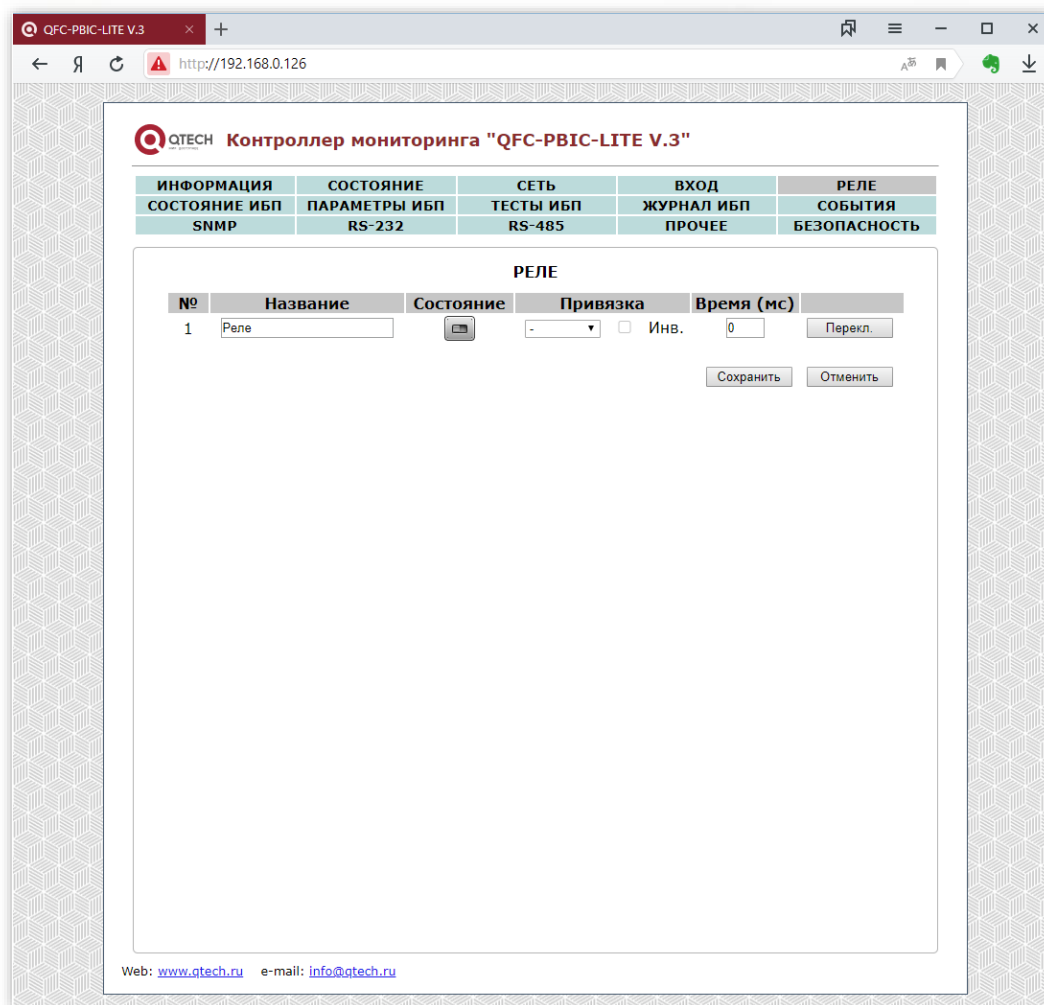 QFC-PBIC-LITE V.3
http://192.168.0.126
QTECH Контроллер мониторинга "QFC-PBIC-LITE V.3"
ИНФОРМАЦИЯ СОСТОЯНИЕ СЕТЬ ВХОД РЕЛЕ
СОСТОЯНИЕ ИБП ПАРАМЕТРЫ ИБП ТЕСТЫ ИБП ЖУРНАЛ ИБП СОБЫТИЯ
SNMP RS-232 RS-485 ПРОЧЕЕ БЕЗОПАСНОСТЬ
РЕЛЕ
№ Название Состояние Привязка Время (мс)
1 Реле - Инв. 0 Перекл.
Сохранить Отменить
Web: www.qtech.ru e-mail: info@qtech.ru